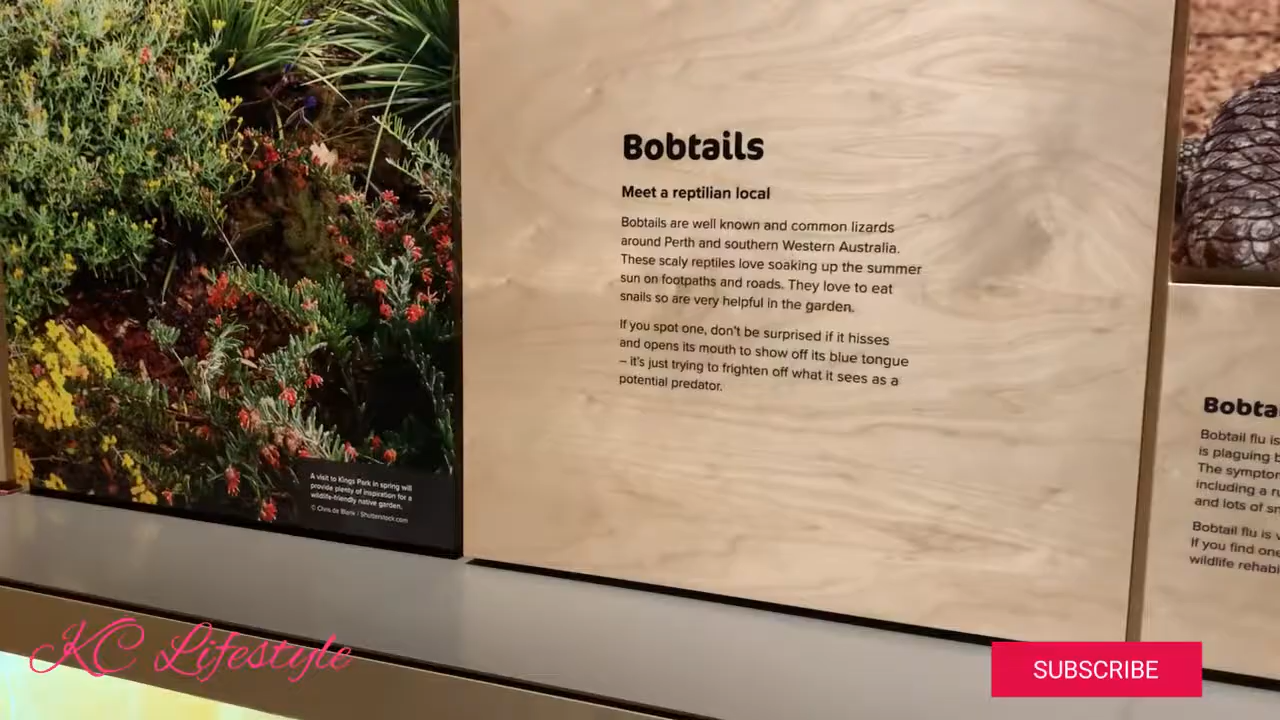 Bobtails
Meet a reptilian local
Bobtails are well known and common lizards
around Perth and southern Western Australia.
These scaly reptiles love soaking up the summer
sun on footpaths and roads. They love to eat
snails so are very helpful in the garden.
If you spot one, don't be surprised if it hisses
and opens its mouth to show off its blue tongue
– it's just trying to frighten off what it sees as a
potential predator.
A visit to Kings Park in spring will
provide plenty of inspiration for a
wildlife-friendly native garden.
© Chris de Blank / Shutterstock.com
Bobta
Bobtail flu is
is plaguing b
The sympto
including a r
and lots of sn
Bobtail flu is v
If you find one
wildlife rehabi
KC Lifestyle
SUBSCRIBE